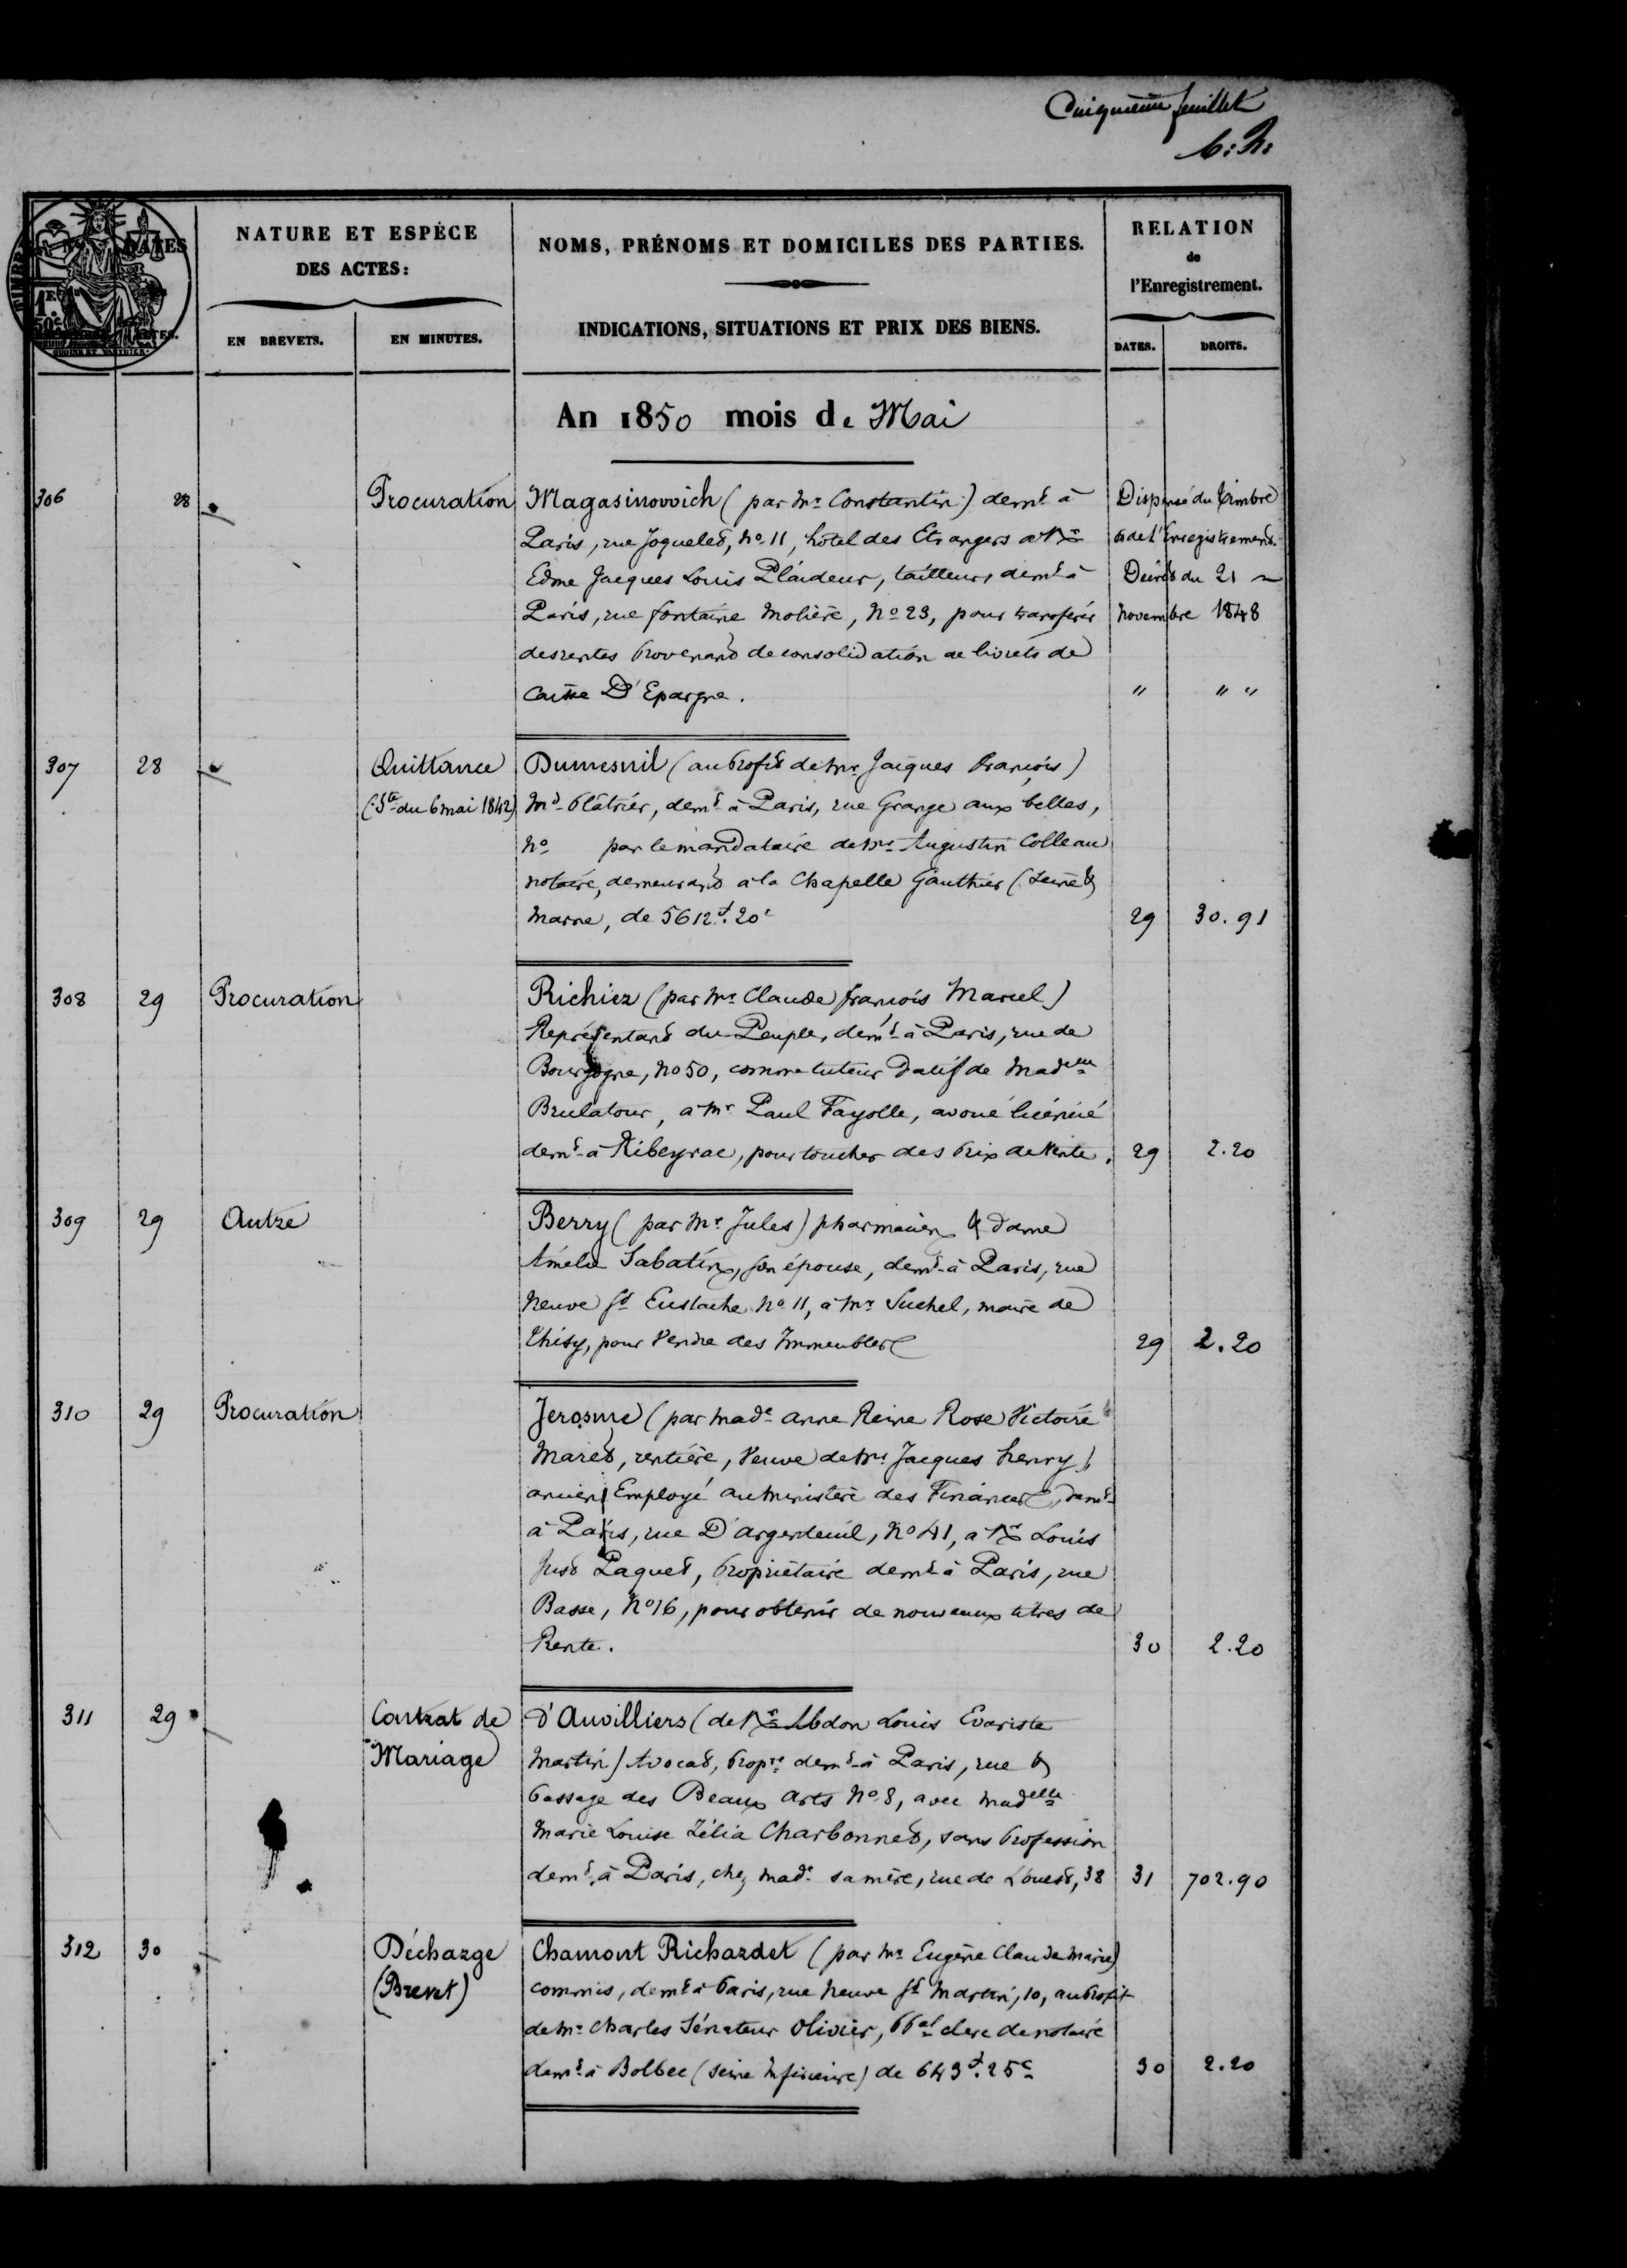 Cinquième feuillet
DATES
NATURE ET ESPÈCE
DES ACTES:
EN BREVETS.
EN MINUTES.
NOMS, PRÉNOMS ET DOMICILES DES PARTIES.
INDICATIONS, SITUATIONS ET PRIX DES BIENS.
RELATION
de
l'Enregistrement.
DATES.
DROITS.
An 1850 mois de Mai
306 28 Procuration Magasinovich (par Mr Constantin) demt à Dispensé du timbre
Paris, rue Joquelet, No 11, hôtel des Etrangers à Mr & de l'Enregistrement.
Edme Jacques Louis Plaideur, tailleur, demt à Décret du 21
Paris, rue fontaine Molière, No 23, pour transférer novembre 1848
des rentes provenant de consolidation de livrets de
Caisse D'Epargne. " " "
307 28 Quittance Dumesnil (au profit de Mr Jacques François)
(Ste du 6 mai 1842) Md plâtrier, demt à Paris, rue Grange aux belles,
No par le mandataire de Mr Augustin Colleau
notaire, demeurant à la Chapelle Gauthier (Seine &
Marne, de 5612f.20c 29 30.91
308 29 Procuration Richier (par Mr Claude françois Marcel)
Représentant du Peuple, demt à Paris, rue de
Bourgogne, No 50, comme tuteur Datif de Madelle
Brulatour, à Mr Paul Fayolle, avoué licencié
demt à Ribeyrac, pour toucher des prix de Vente. 29 2.20
309 29 Autre Berry (par Mr Jules) pharmacien & dame
Amélie Sabatin, son épouse, demt à Paris, rue
Neuve St Eustache No 11, à Mr Suchel, maire de
Thisy, pour Vendre des Immeubles 29 2.20
310 29 Procuration Jerosme (par Made anne Reine Rose Victoire
Maret, rentière, Veuve de Mr Jacques henry,
ancien Employé au Ministère des Finances, demt
à Paris, rue D'argenteuil, No 41, à Mr Louis
Just Paquet, propriétaire demt à Paris, rue
Basse, No 16, pour obtenir de nouveaux titres de
Rente. 30 2.20
311 29 Contrat de d'Auvilliers (de Mr Abdon Louis Evariste
Mariage Martin) Avocat, propre demt à Paris, rue &
passage des Beaux arts No 8, avec Madelle
Marie Louise Zélia Charbonnet, sans profession
demt à Paris, chez Made sa mère, rue de L'ouest, 38 31 702.90
312 30 Décharge Chamont Richardet (par Mr Eugène Claude Marie)
(Brevet) commis, demt à Paris, rue Neuve St Martin, 10, au profit
de Mr Charles Sénateur Olivier, ppal clerc de notaire
demt à Bolbec (Seine Inférieure) de 643f.25c 30 2.20